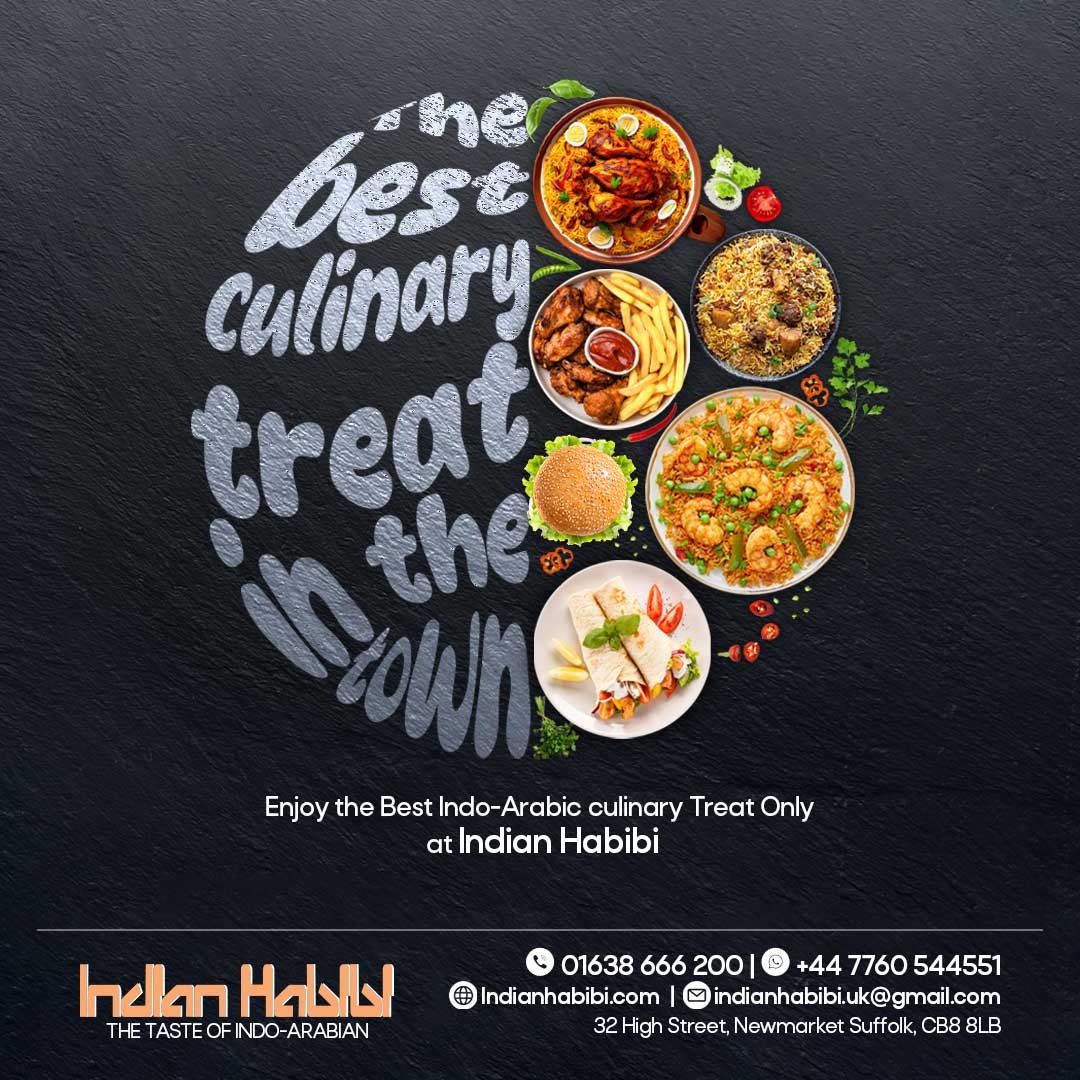 The
best
culinary
treat
in the
town
Enjoy the Best Indo-Arabic culinary Treat Only
at Indian Habibi
Indian Habibi
THE TASTE OF INDO-ARABIAN
01638 666 200 | +44 7760 544551
Indianhabibi.com | indianhabibi.uk@gmail.com
32 High Street, Newmarket Suffolk, CB8 8LB